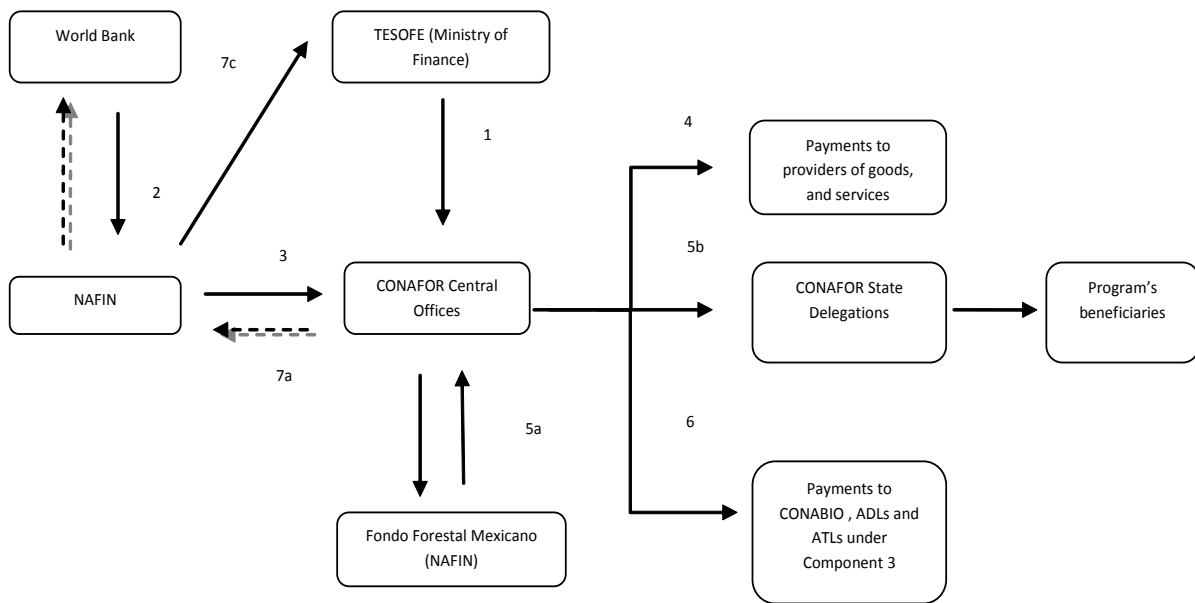 World Bank
TESOFE (Ministry of
Finance)
7c
1
4
Payments to
providers of goods,
and services
2
5b
3
NAFIN
CONAFOR Central
Offices
CONAFOR State
Delegations
Program’s
beneficiaries
7a
5a
6
Payments to
CONABIO , ADLs and
ATLs under
Component 3
Fondo Forestal Mexicano
(NAFIN)